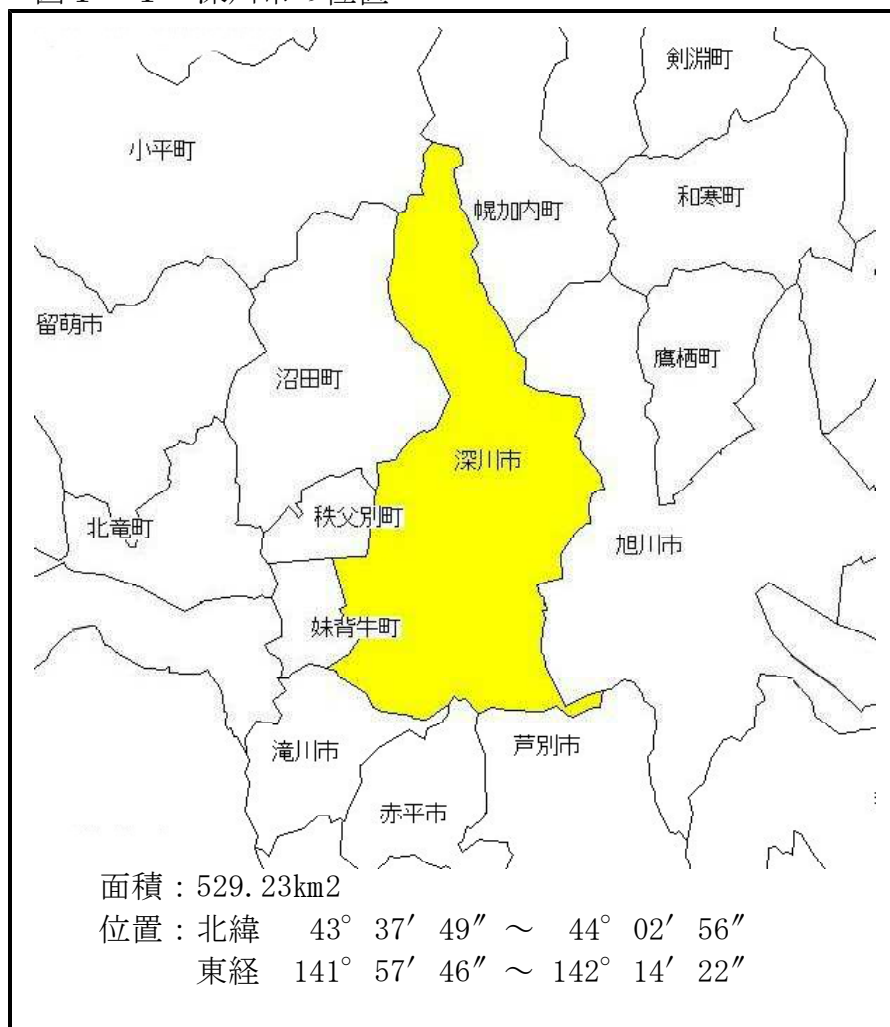 剣淵町
小平町
幌加内町
和寒町
留萌市
沼田町
鷹栖町
深川市
北竜町
秩父別町
旭川市
妹背牛町
滝川市
芦別市
赤平市
面積:529.23km2
位置:北緯 43° 37′ 49″ ~ 44° 02′ 56″
東経 141° 57′ 46″ ~ 142° 14′ 22″